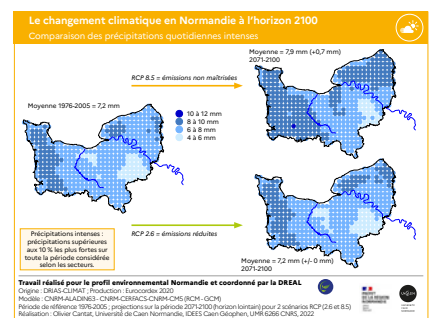 Le changement climatique en Normandie à l'horizon 2100
Comparaison des précipitations quotidiennes intenses
Moyenne = 7,9 mm (+0,7 mm)
2071-2100
RCP 8.5 = émissions non maîtrisées
Moyenne 1976-2005 = 7,2 mm
10 à 12 mm
8 à 10 mm
6 à 8 mm
4 à 6 mm
Précipitations intenses :
précipitations supérieures
aux 10 % les plus fortes sur
toute la période considérée
selon les secteurs.
RCP 2.6 = émissions réduites
Moyenne = 7,2 mm (+/- 0 mm)
2071-2100
Travail réalisé pour le profil environmental Normandie et coordonné par la DREAL
Origine : DRIAS-CLIMAT ; Production : Eurocordex 2020
Modèle : CNRM-ALADIN63 - CNRM-CERFACS-CNRM-CM5 (RCM - GCM)
Période de référence 1976-2005 ; projections sur la période 2071-2100 (horizon lointain) pour 2 scénarios RCP (2.6 et 8.5)
Réalisation : Olivier Cantat, Université de Caen Normandie, IDEES Caen Géophen, UMR 6266 CNRS, 2022